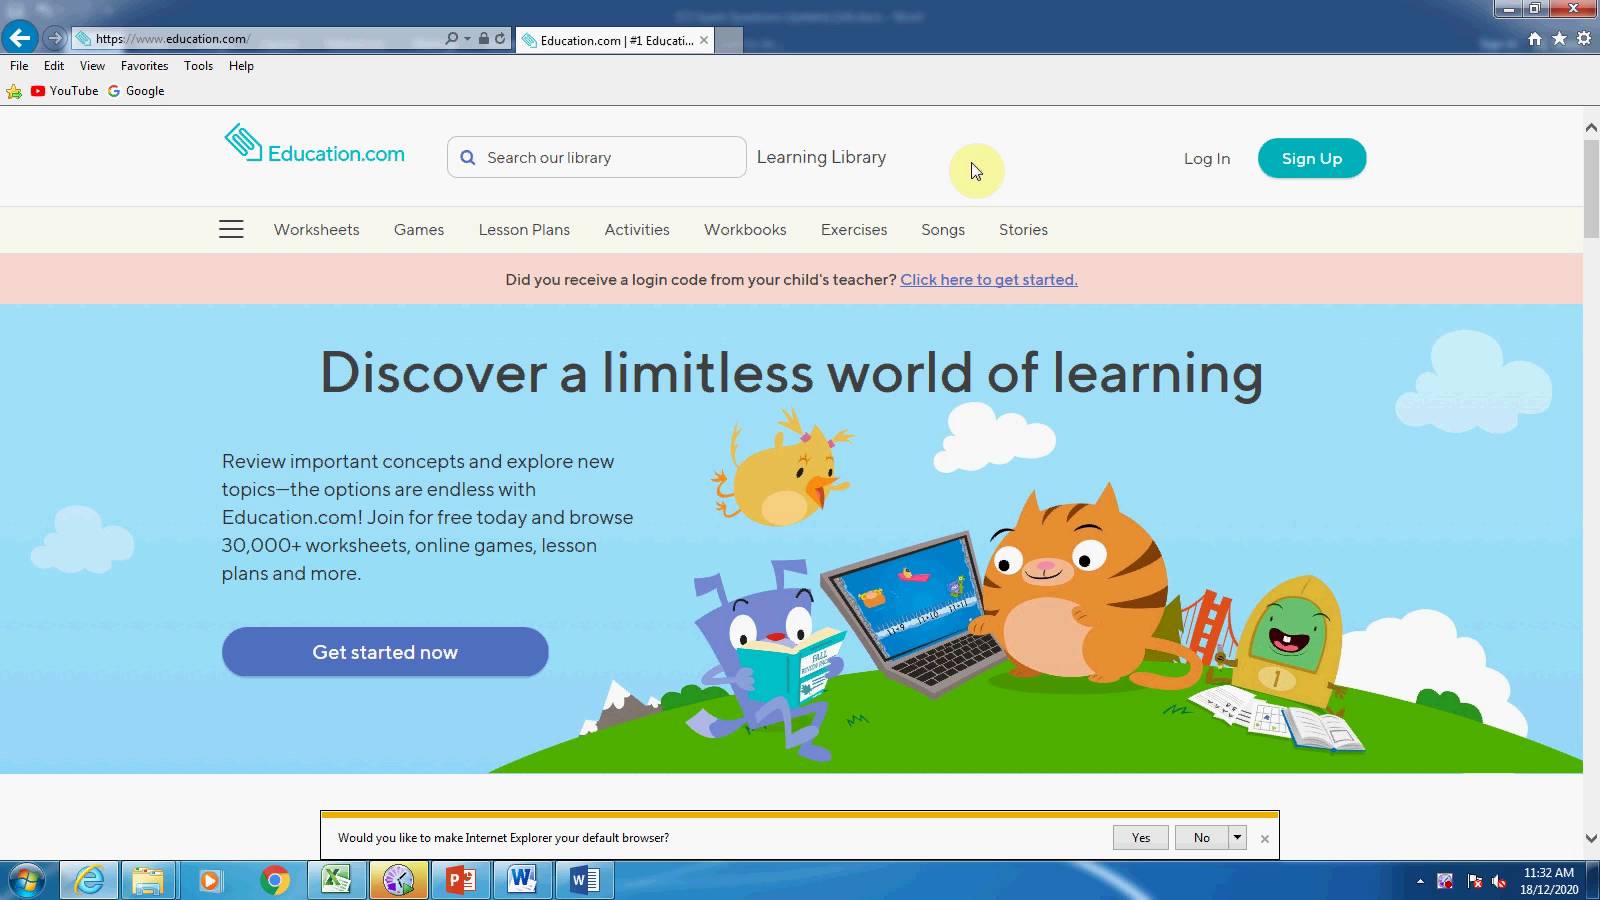 https://www.education.com/
Education.com | #1 Educati...
File Edit View Favorites Tools Help
YouTube Google
Education.com
Search our library
Learning Library
Log In
Sign Up
Worksheets Games Lesson Plans Activities Workbooks Exercises Songs Stories
Did you receive a login code from your child's teacher? Click here to get started.
Discover a limitless world of learning
Review important concepts and explore new
topics—the options are endless with
Education.com! Join for free today and browse
30,000+ worksheets, online games, lesson
plans and more.
Get started now
FALL
REVIEW PACK
1
Would you like to make Internet Explorer your default browser?
Yes
No
11:32 AM
18/12/2020